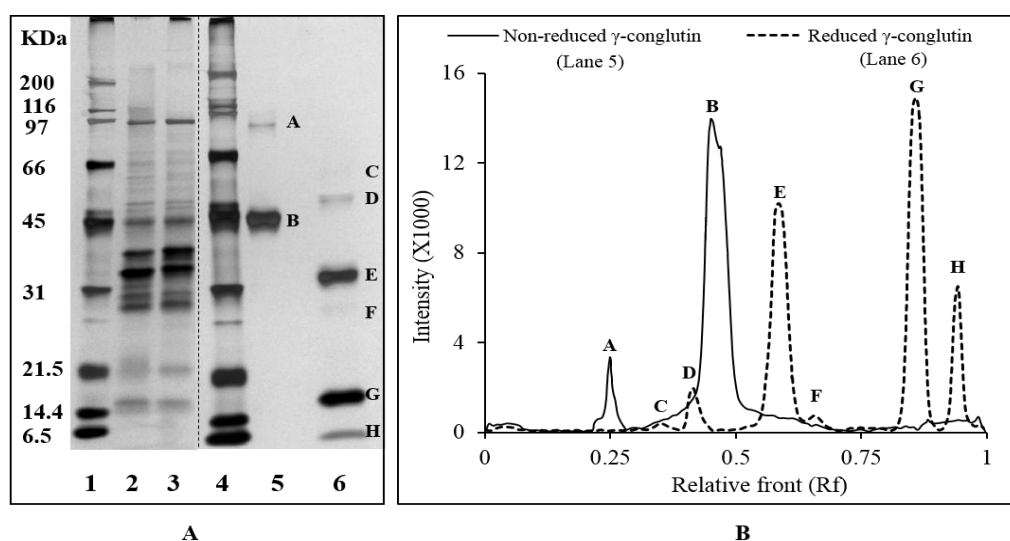 KDa
200
116
97
66
45
31
21.5
14.4
6.5
A
B
C
D
E
F
G
H
1 2 3 4 5 6
A
Non-reduced γ-conglutin
(Lane 5)
Reduced γ-conglutin
(Lane 6)
Intensity (X1000)
16
12
8
4
0
A
B
C
D
E
F
G
H
0 0.25 0.5 0.75 1
Relative front (Rf)
B